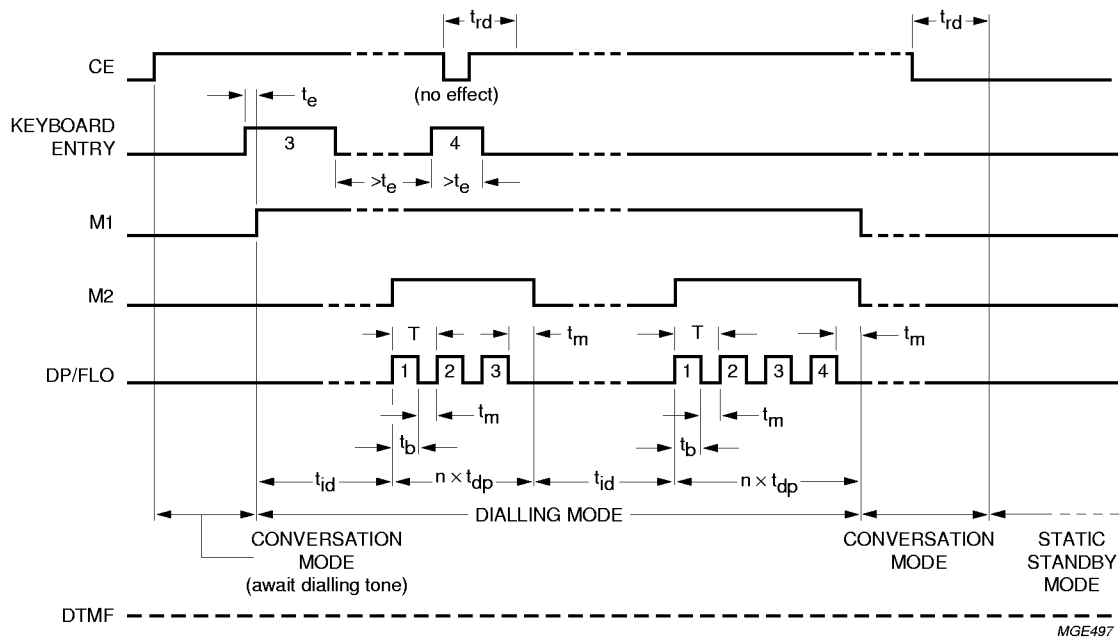 t_rd t_rd
CE
(no effect)
t_e
KEYBOARD
ENTRY
3 4
>t_e >t_e
M1
M2
T t_m T t_m
DP/FLO
1 2 3 1 2 3 4
t_m t_m
t_b t_b
t_id n × t_dp t_id n × t_dp
DIALLING MODE
CONVERSATION
MODE
(await dialling tone)
CONVERSATION
MODE
STATIC
STANDBY
MODE
DTMF
MGE497